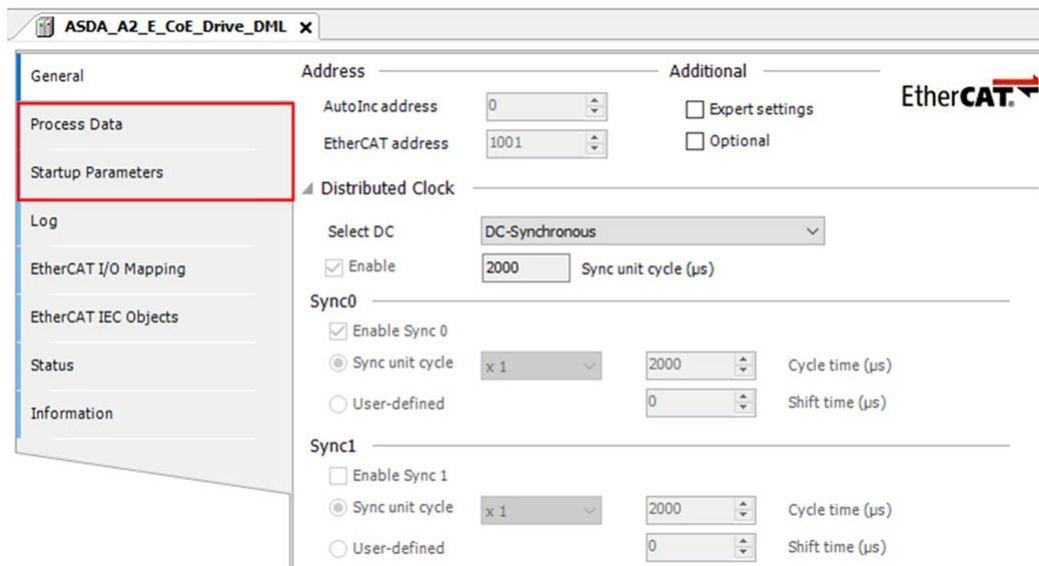 ASDA_A2_E_CoE_Drive_DML X
General
Process Data
Startup Parameters
Log
EtherCAT I/O Mapping
EtherCAT IEC Objects
Status
Information
Address
AutoInc address 0
EtherCAT address 1001
Additional
Expert settings
Optional
EtherCAT.
Distributed Clock
Select DC DC-Synchronous
Enable 2000 Sync unit cycle (µs)
Sync0
Enable Sync 0
Sync unit cycle x 1 2000 Cycle time (µs)
User-defined 0 Shift time (µs)
Sync1
Enable Sync 1
Sync unit cycle x 1 2000 Cycle time (µs)
User-defined 0 Shift time (µs)